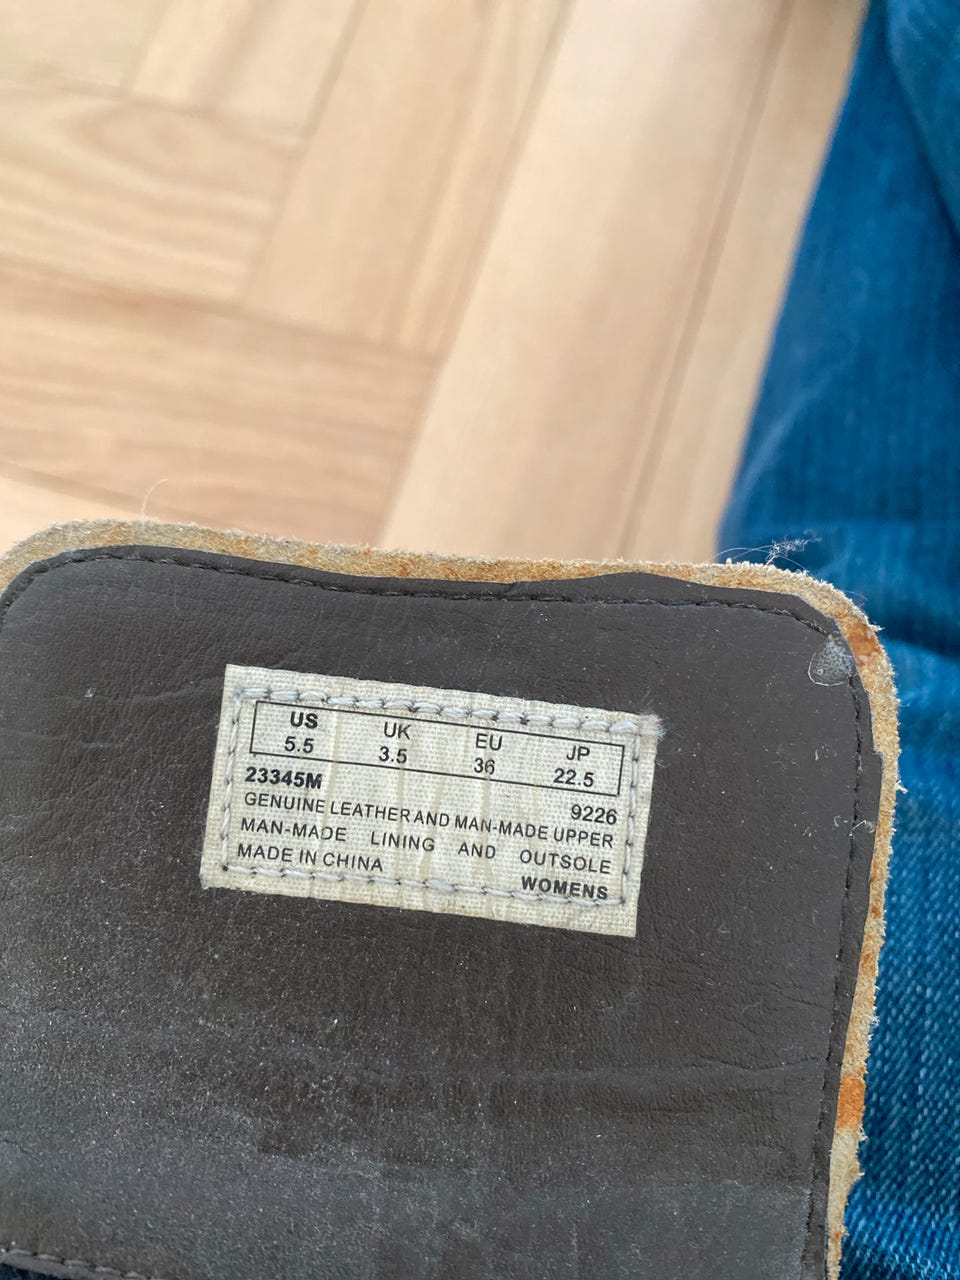 US UK EU JP
5.5 3.5 36 22.5
23345M 9226
GENUINE LEATHER AND MAN-MADE UPPER
MAN-MADE LINING AND OUTSOLE
MADE IN CHINA
WOMENS